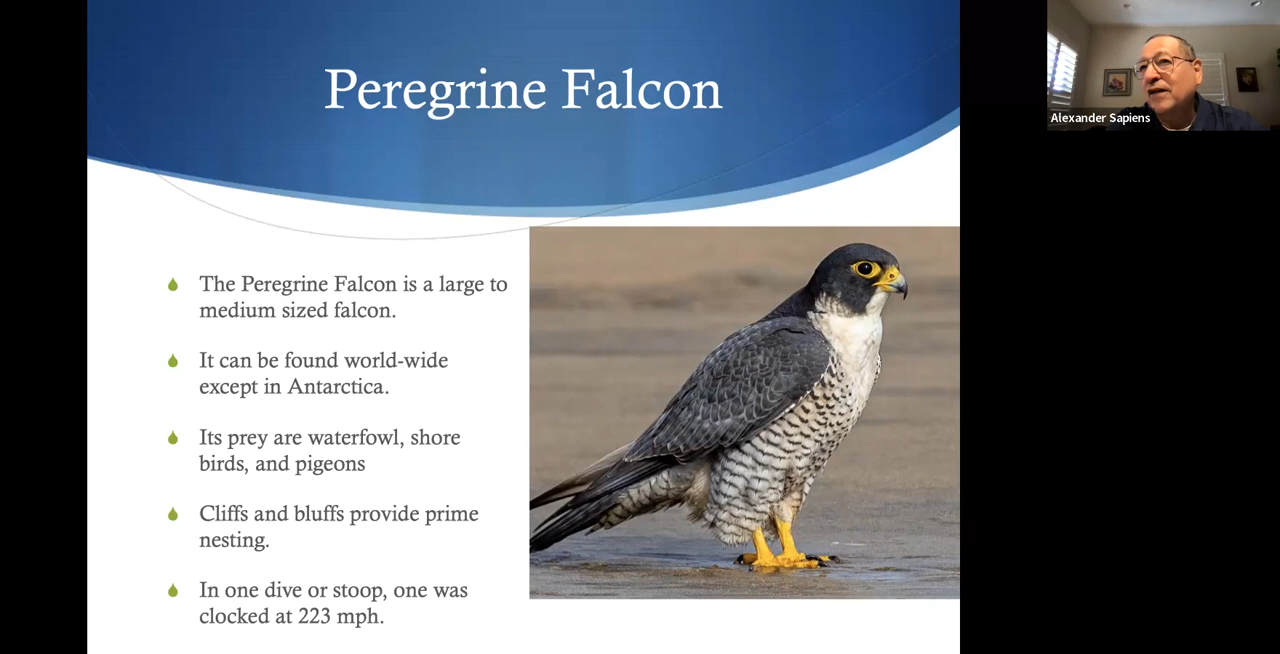 Peregrine Falcon
The Peregrine Falcon is a large to
medium sized falcon.
It can be found world-wide
except in Antarctica.
Its prey are waterfowl, shore
birds, and pigeons
Cliffs and bluffs provide prime
nesting.
In one dive or stoop, one was
clocked at 223 mph.
Alexander Sapiens